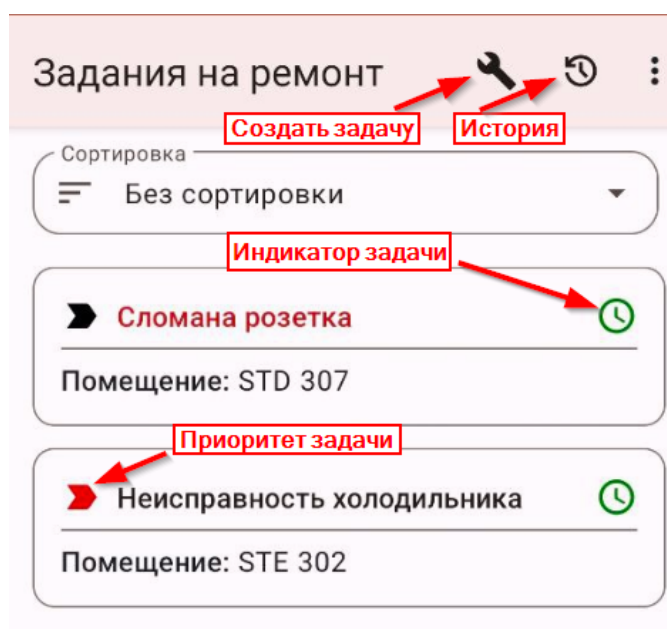 Задания на ремонт
Создать задачу
История
Сортировка
Без сортировки
Индикатор задачи
Сломана розетка
Помещение: STD 307
Приоритет задачи
Неисправность холодильника
Помещение: STE 302